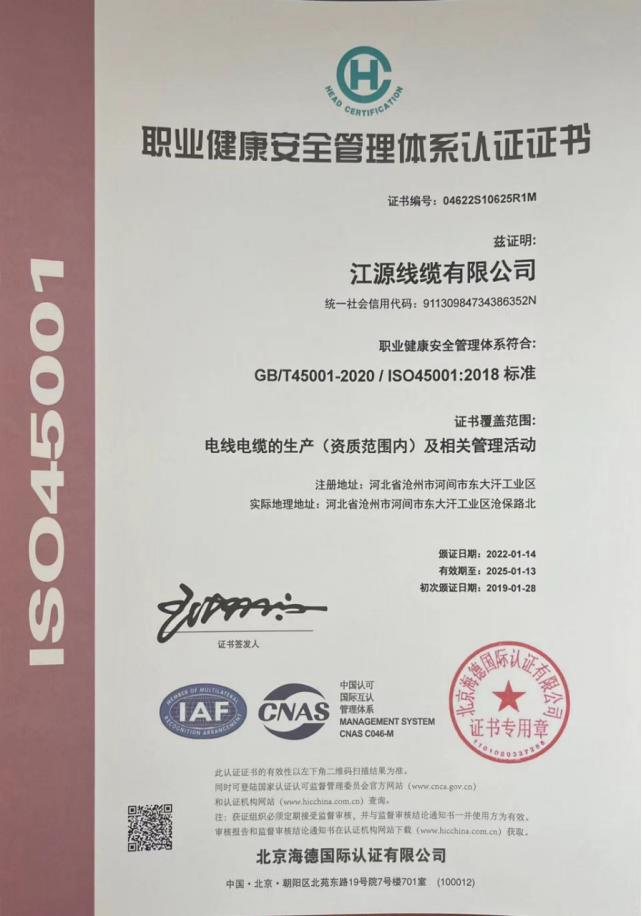 ISO45001
HC
HEAD CERTIFICATION
职业健康安全管理体系认证证书
证书编号：04622S10625R1M
兹证明:
江源线缆有限公司
统一社会信用代码：91130984734386352N
职业健康安全管理体系符合:
GB/T45001-2020 / ISO45001:2018 标准
证书覆盖范围:
电线电缆的生产（资质范围内）及相关管理活动
注册地址：河北省沧州市河间市东大汗工业区
实际地理地址：河北省沧州市河间市东大汗工业区沧保路北
颁证日期：2022-01-14
有效期至：2025-01-13
初次颁证日期：2019-01-28
证书签发人
MEMBER OF MULTILATERAL
IAF
RECOGNITION ARRANGEMENT
CNAS
中国认可
国际互认
管理体系
MANAGEMENT SYSTEM
CNAS C046-M
北京海德国际认证有限公司
证书专用章
此认证证书的有效性以左下角二维码扫描结果为准。
同时可登陆国家认证认可监督管理委员会官方网站（www.cnca.gov.cn）
和认证机构网站（www.hicchina.com.cn）查询。
注：获证组织必须定期接受监督审核，并与监督审核结论通知书一并使用方为有效。
审核报告和监督审核结论通知书在认证机构网站下载（www.hicchina.com.cn）获取。
北京海德国际认证有限公司
中国·北京·朝阳区北苑东路19号院7号楼701室 （100012）